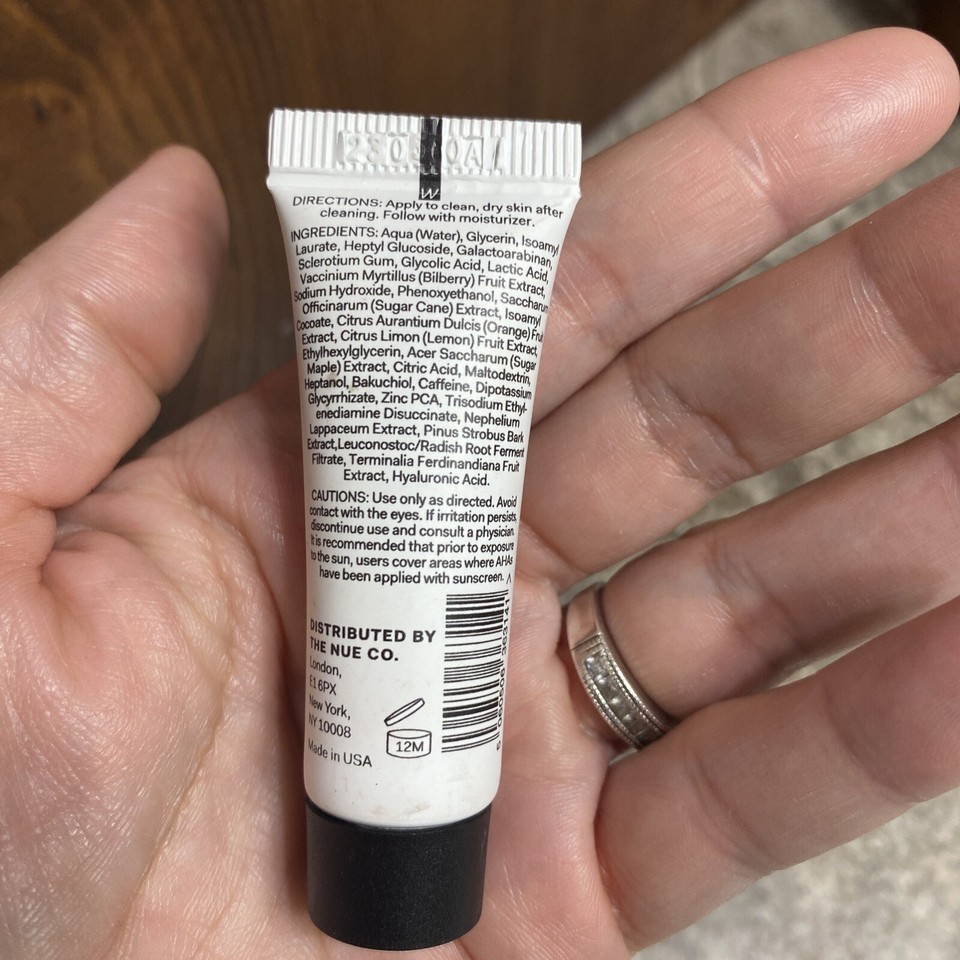 W
DIRECTIONS: Apply to clean, dry skin after
cleaning. Follow with moisturizer.
INGREDIENTS: Aqua (Water), Glycerin, Isoamyl
Laurate, Heptyl Glucoside, Galactoarabinan,
Sclerotium Gum, Glycolic Acid, Lactic Acid,
Vaccinium Myrtillus (Bilberry) Fruit Extract,
Sodium Hydroxide, Phenoxyethanol, Saccharum
Officinarum (Sugar Cane) Extract, Isoamyl
Cocoate, Citrus Aurantium Dulcis (Orange) Fruit
Extract, Citrus Limon (Lemon) Fruit Extract,
Ethylhexylglycerin, Acer Saccharum (Sugar
Maple) Extract, Citric Acid, Maltodextrin,
Heptanol, Bakuchiol, Caffeine, Dipotassium
Glycyrrhizate, Zinc PCA, Trisodium Ethyl-
enediamine Disuccinate, Nephelium
Lappaceum Extract, Pinus Strobus Bark
Extract,Leuconostoc/Radish Root Ferment
Filtrate, Terminalia Ferdinandiana Fruit
Extract, Hyaluronic Acid.
CAUTIONS: Use only as directed. Avoid
contact with the eyes. If irritation persists,
discontinue use and consult a physician.
It is recommended that prior to exposure
to the sun, users cover areas where AHAs
have been applied with sunscreen.
DISTRIBUTED BY
THE NUE CO.
London,
E1 6PX
New York,
NY 10008
Made in USA
12M
5 060506 363141 >